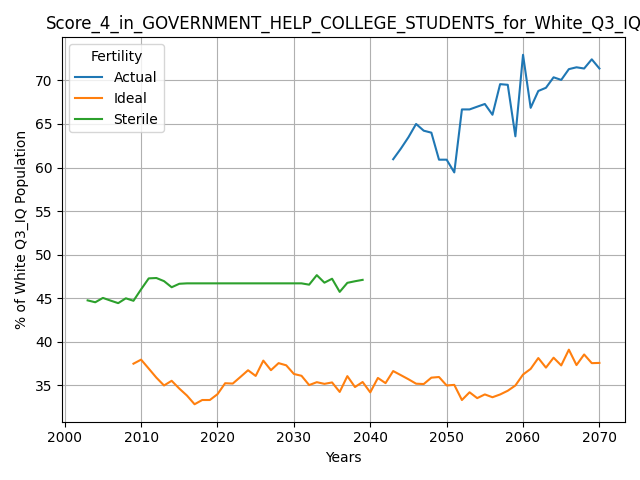 Score_4_in_GOVERNMENT_HELP_COLLEGE_STUDENTS_for_White_Q3_IQ
Fertility
Actual
Ideal
Sterile
70
65
60
55
50
45
40
35
% of White Q3_IQ Population
2000 2010 2020 2030 2040 2050 2060 2070
Years